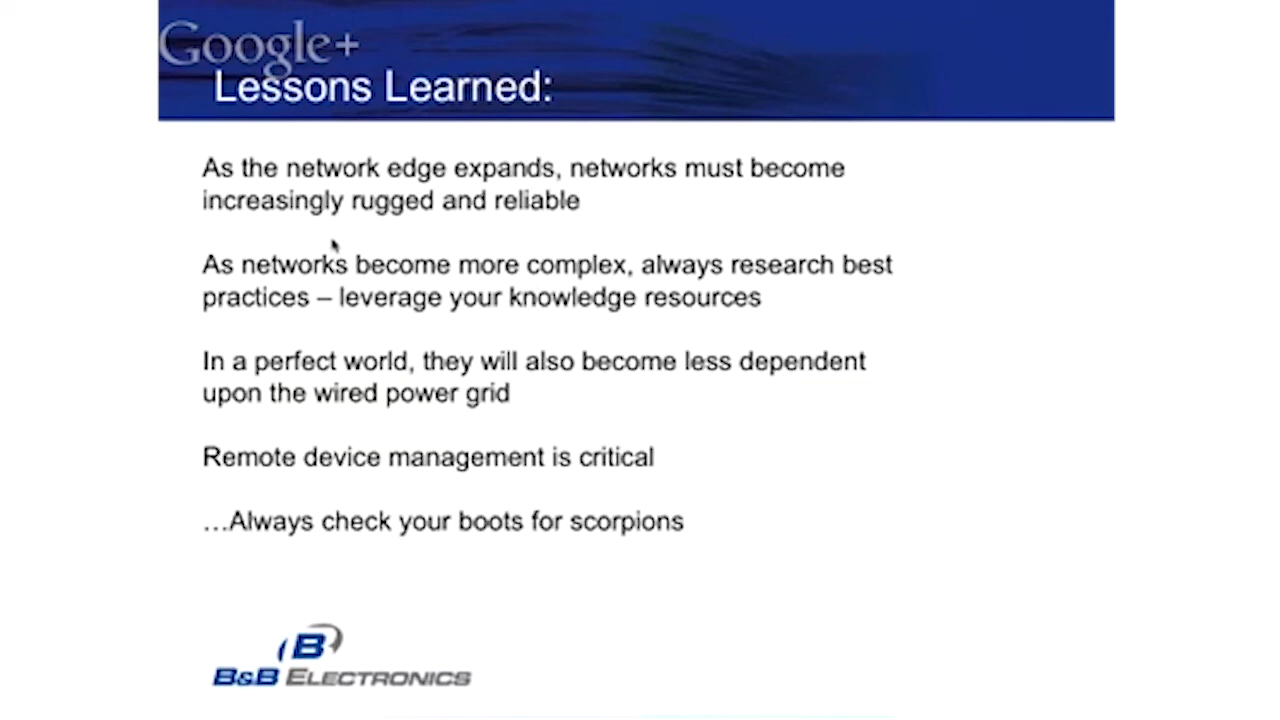 Google+
Lessons Learned:
As the network edge expands, networks must become
increasingly rugged and reliable
As networks become more complex, always research best
practices – leverage your knowledge resources
In a perfect world, they will also become less dependent
upon the wired power grid
Remote device management is critical
…Always check your boots for scorpions
B
B&B ELECTRONICS